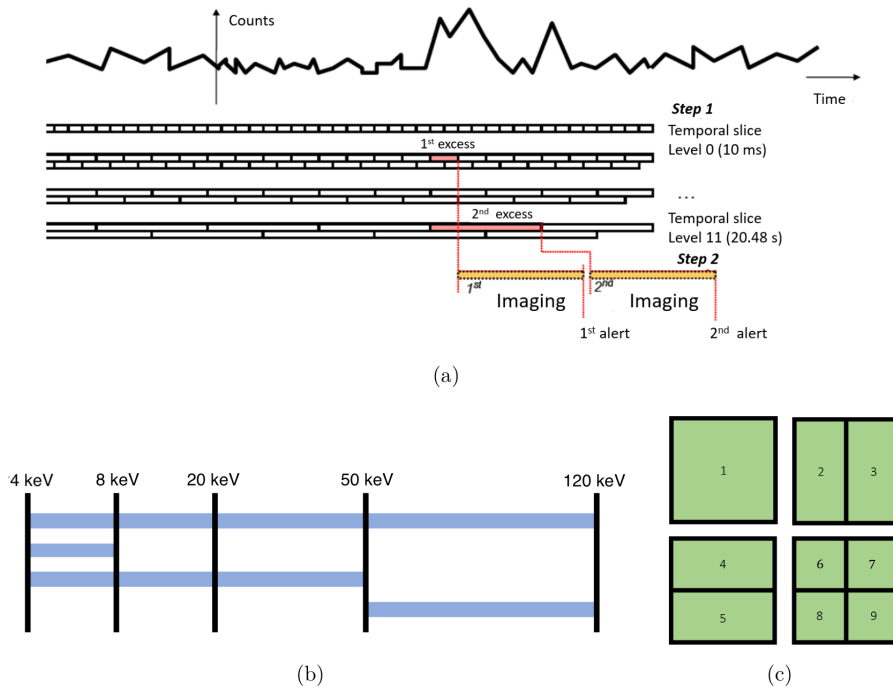 Counts
Time
Step 1
Temporal slice
Level 0 (10 ms)
1st excess
...
2nd excess
Temporal slice
Level 11 (20.48 s)
Step 2
1st
2nd
Imaging
Imaging
1st alert
2nd alert
(a)
4 keV
8 keV
20 keV
50 keV
120 keV
(b)
1
2
3
4
5
6
7
8
9
(c)